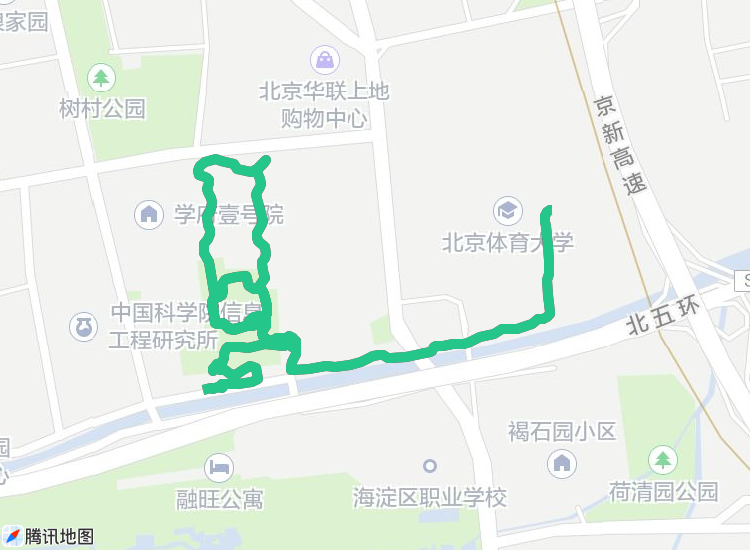 家园
树村公园
北京华联上地
购物中心
京新高速
学府壹号院
北京体育大学
中国科学院信息
工程研究所
S
北五环
褐石园小区
园
心
融旺公寓
海淀区职业学校
荷清园公园
腾讯地图